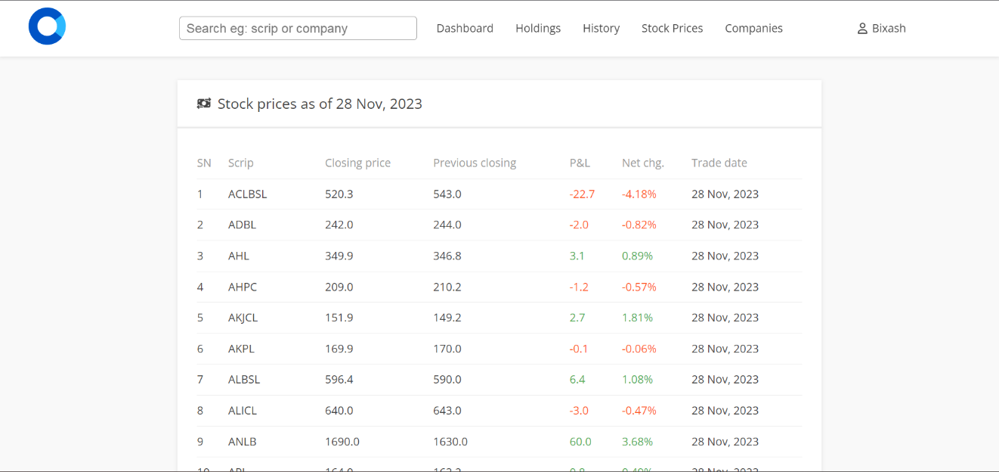 Search eg: scrip or company Dashboard Holdings History Stock Prices Companies Bixash
Stock prices as of 28 Nov, 2023
SN Scrip Closing price Previous closing P&L Net chg. Trade date
1 ACLBSL 520.3 543.0 -22.7 -4.18% 28 Nov, 2023
2 ADBL 242.0 244.0 -2.0 -0.82% 28 Nov, 2023
3 AHL 349.9 346.8 3.1 0.89% 28 Nov, 2023
4 AHPC 209.0 210.2 -1.2 -0.57% 28 Nov, 2023
5 AKJCL 151.9 149.2 2.7 1.81% 28 Nov, 2023
6 AKPL 169.9 170.0 -0.1 -0.06% 28 Nov, 2023
7 ALBSL 596.4 590.0 6.4 1.08% 28 Nov, 2023
8 ALICL 640.0 643.0 -3.0 -0.47% 28 Nov, 2023
9 ANLB 1690.0 1630.0 60.0 3.68% 28 Nov, 2023